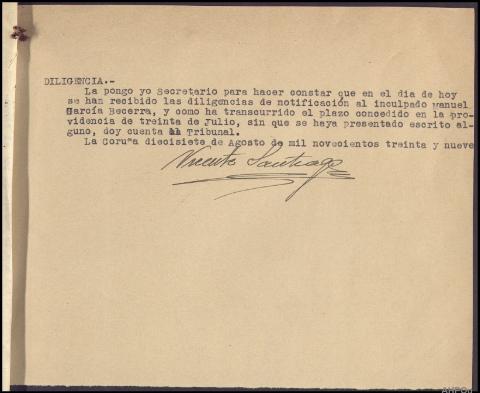 DILIGENCIA.-
La pongo yo Secretario para hacer constar que en el dia de hoy
se han recibido las diligencias de notificación al inculpado Manuel
García Becerra, y como ha transcurrido el plazo concedido en la pro-
videncia de treinta de Julio, sin que se haya presentado escrito al-
guno, doy cuenta al Tribunal.
La Coruña diecisiete de Agosto de mil novecientos treinta y nueve
Vicente Santiago